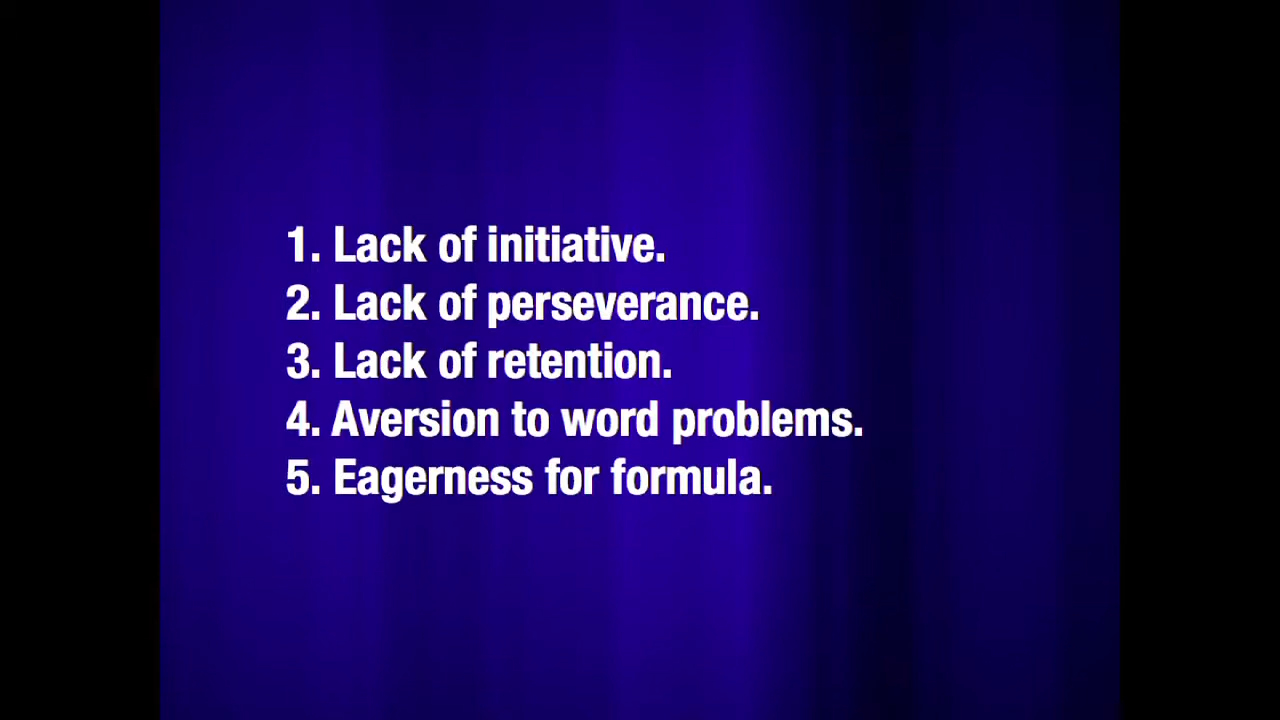 1. Lack of initiative.
2. Lack of perseverance.
3. Lack of retention.
4. Aversion to word problems.
5. Eagerness for formula.